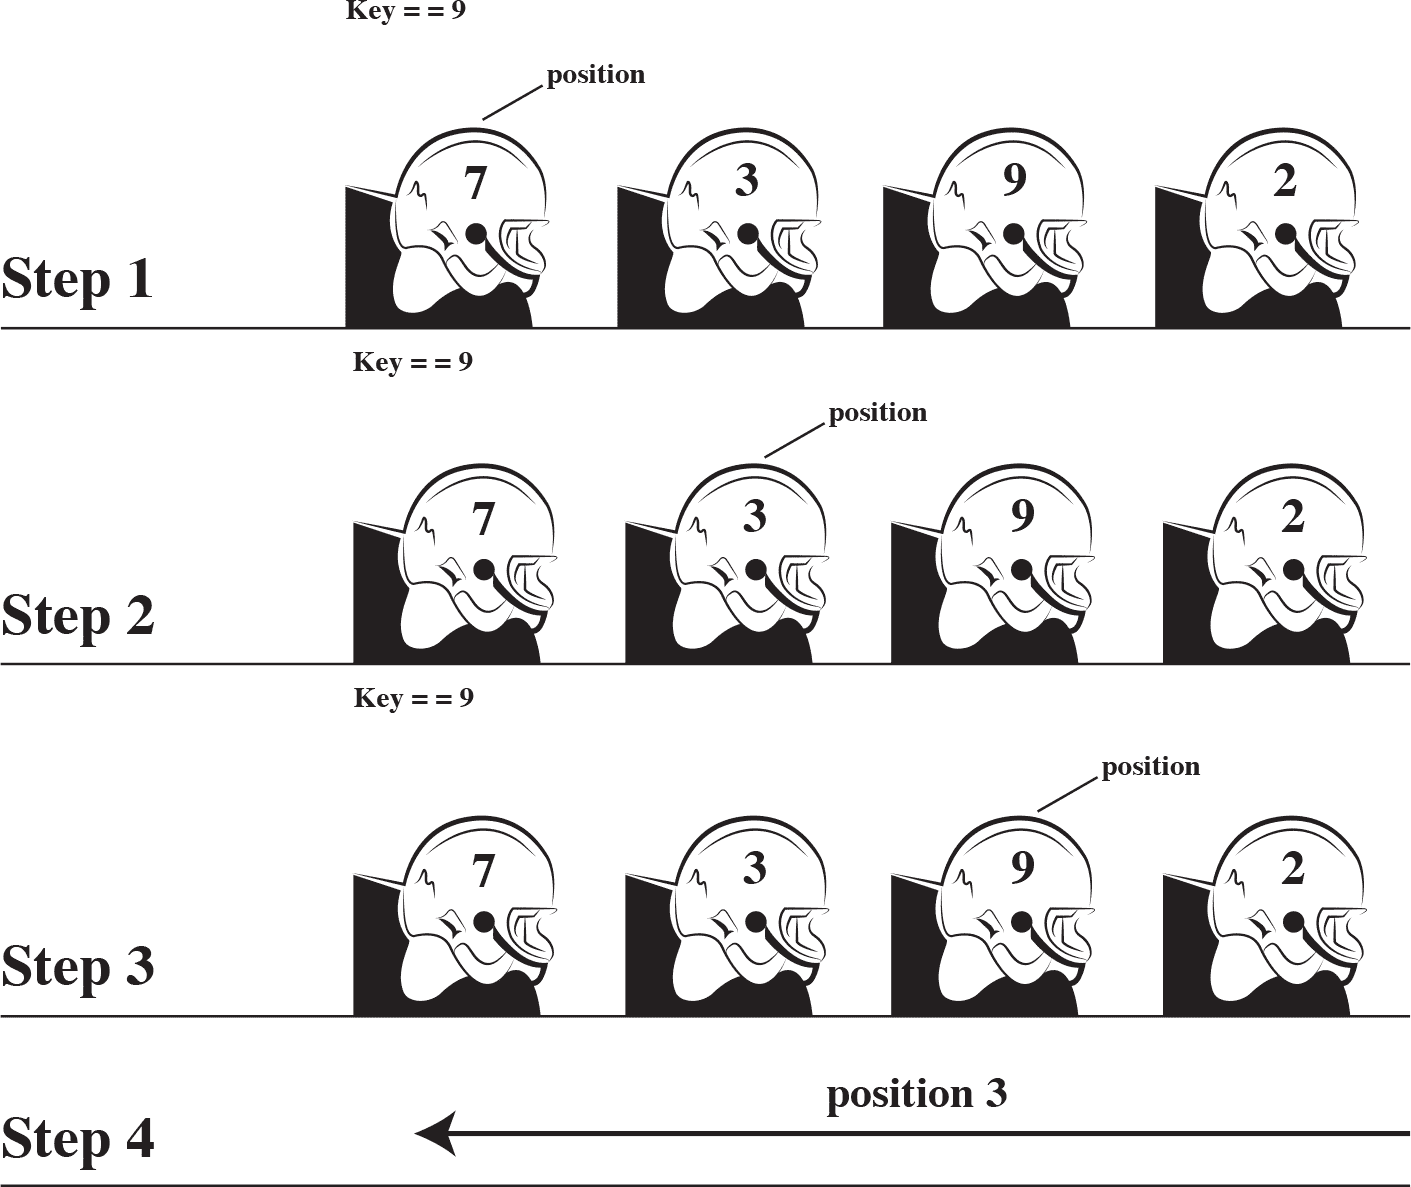 Key = = 9
position
7 3 9 2
Step 1
Key = = 9
position
7 3 9 2
Step 2
Key = = 9
position
7 3 9 2
Step 3
position 3
Step 4